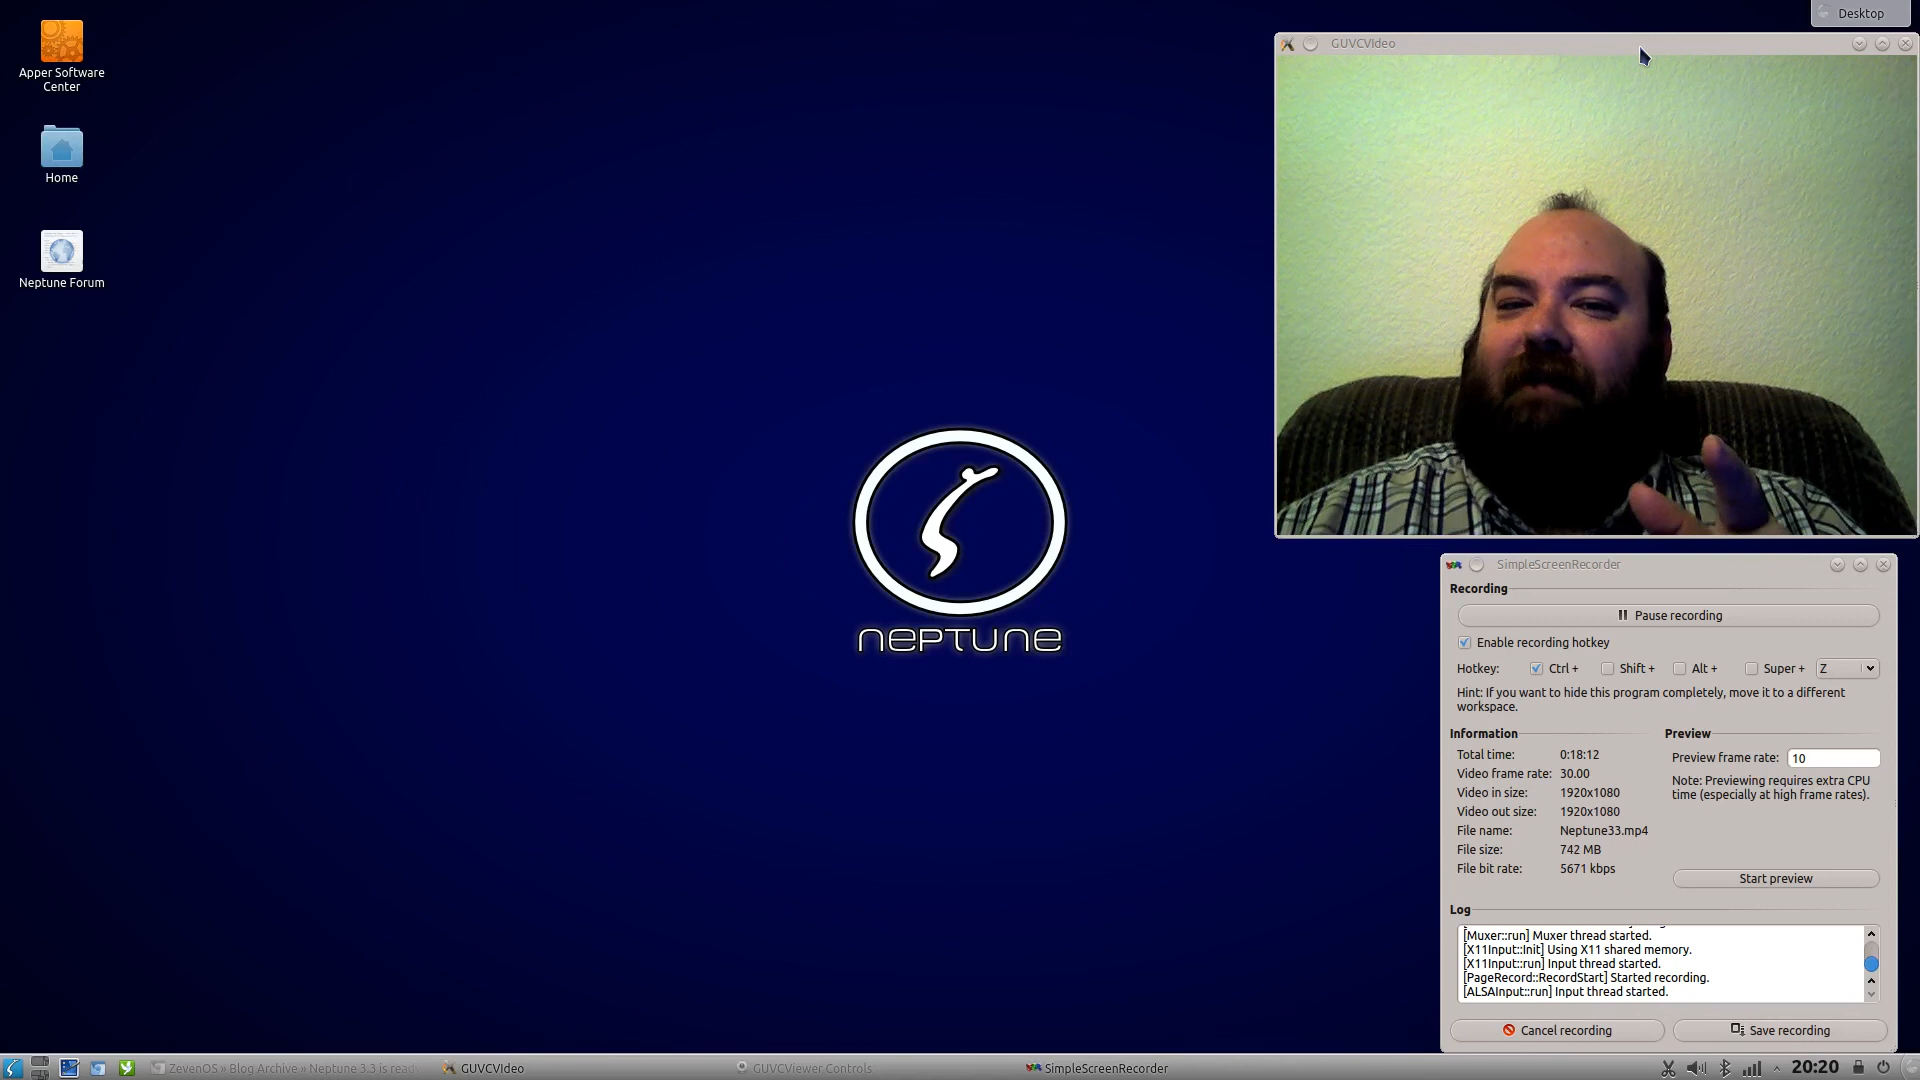 Desktop
Apper Software
Center
Home
Neptune Forum
GUVCVideo
NEPTUNE
SimpleScreenRecorder
Recording
Pause recording
Enable recording hotkey
Hotkey: Ctrl + Shift + Alt + Super + Z
Hint: If you want to hide this program completely, move it to a different
workspace.
Information
Total time: 0:18:12
Video frame rate: 30.00
Video in size: 1920x1080
Video out size: 1920x1080
File name: Neptune33.mp4
File size: 742 MB
File bit rate: 5671 kbps
Preview
Preview frame rate: 10
Note: Previewing requires extra CPU
time (especially at high frame rates).
Start preview
Log
[Muxer::run] Muxer thread started.
[X11Input::Init] Using X11 shared memory.
[X11Input::run] Input thread started.
[PageRecord::RecordStart] Started recording.
[ALSAInput::run] Input thread started.
Cancel recording
Save recording
ZevenOS » Blog Archive » Neptune 3.3 is
GUVCVideo
GUVCViewer Controls
SimpleScreenRecorder
20:20